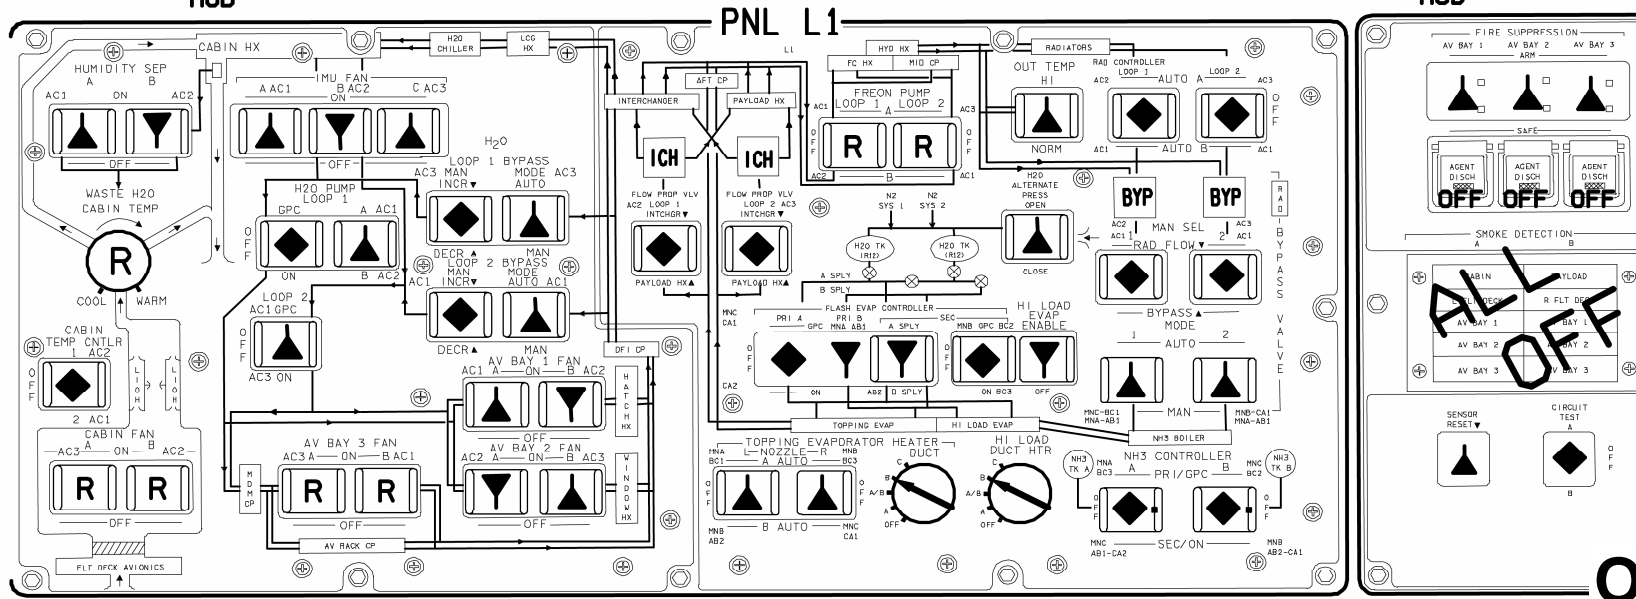 PNL L1
CABIN HX
H2O
CHILLER
LCG
HX
HUMIDITY SEP
A B
AC1 ON AC2
OFF
WASTE H2O
CABIN TEMP
R
COOL WARM
CABIN
TEMP CNTLR
1 AC2
OFF
2 AC1
LIOH
LIOH
CABIN FAN
A B
AC3 ON AC2
R R
OFF
FLT DECK AVIONICS
IMU FAN
A AC1 B AC2 C AC3
ON
OFF
H2O PUMP
LOOP 1
GPC A AC1
OFF
ON B AC2
LOOP 2
AC1 GPC
OFF
AC3 ON
H2O
LOOP 1 BYPASS
AC3 MAN MODE AC3
INCR▼ AUTO
DECR▲ MAN
LOOP 2 BYPASS
AC1 MAN MODE
INCR▼ AUTO AC1
DECR▲ MAN
AV BAY 1 FAN
AC1 A ON B AC2
OFF
AV BAY 2 FAN
AC2 A ON B AC3
OFF
AV BAY 3 FAN
AC3 A ON B AC1
R R
OFF
MDM CP
AV RACK CP
DFI CP
HATCH HX
WINDOW HX
L1
INTERCHANGER
AFT CP
PAYLOAD HX
ICH ICH
FLOW PROP VLV
AC2 LOOP 1
INTCHGR▼
FLOW PROP VLV
LOOP 2 AC3
INTCHGR▼
PAYLOAD HX▲ PAYLOAD HX▲
HYD HX
FC HX MID CP
RADIATORS
FREON PUMP
LOOP 1 LOOP 2
AC1 A AC3
OFF R R OFF
AC2 B AC1
N2 N2
SYS 1 SYS 2
H2O TK
(R12)
H2O TK
(R12)
A SPLY
B SPLY
OUT TEMP
HI
NORM
H2O
ALTERNATE
PRESS
OPEN
CLOSE
RAD CONTROLLER
LOOP 1 LOOP 2
AC2 AUTO A AC3
OFF
AC1 AUTO B AC1
BYP BYP
AC2 AC3
AC1 1 MAN SEL 2 AC1
RAD FLOW▼
BYPASS▲
RAD BYPASS VALVE
MODE
1 AUTO 2
MAN
MNC-BC1
MNA-AB1
MNB-CA1
MNA-AB1
NH3 BOILER
MNC
CA1
FLASH EVAP CONTROLLER
PRI A PRI B SEC
GPC MNA AB1 A SPLY MNB GPC BC2
OFF
CA2 ON AB2
ON BC3
HI LOAD
EVAP
ENABLE
OFF
TOPPING EVAP HI LOAD EVAP
TOPPING EVAPORATOR HEATER
MNA
BC1
L-NOZZLE-R
A AUTO
MNB
BC3
OFF OFF
MNB
AB2
B AUTO
MNC
CA1
DUCT
C
B
A/B
A
OFF
HI LOAD
DUCT HTR
C
B
A/B
A
OFF
NH3
TK A
MNA
BC3
NH3 CONTROLLER
A B
PRI/GPC
MNC
BC2
NH3
TK B
OFF OFF
MNC
AB1-CA2
SEC/ON
MNB
AB2-CA1
FIRE SUPPRESSION
AV BAY 1 AV BAY 2 AV BAY 3
ARM
SAFE
AGENT
DISCH
AGENT
DISCH
AGENT
DISCH
OFF OFF OFF
SMOKE DETECTION
A B
ALL
OFF
R FLT DECK
AV BAY 1
AV BAY 2
AV BAY 3
SENSOR
RESET▼
CIRCUIT
TEST
A
OFF
B